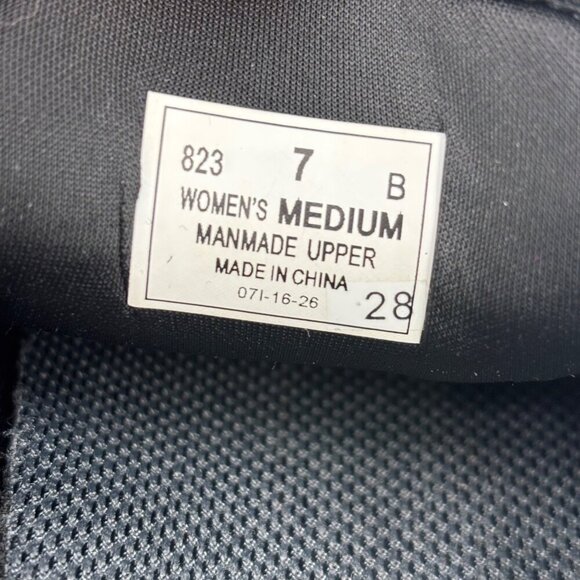 823 7 B
WOMEN'S MEDIUM
MANMADE UPPER
MADE IN CHINA
07I-16-26
28